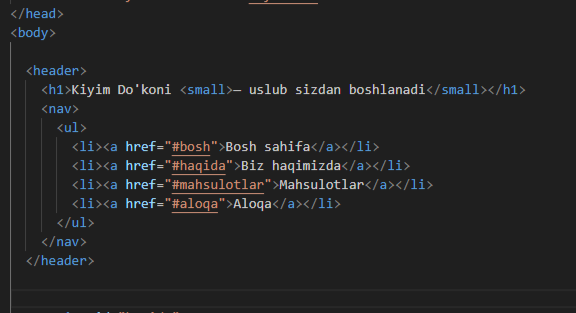 </head>
<body>
<header>
<h1>Kiyim Do'koni <small>— uslub sizdan boshlanadi</small></h1>
<nav>
<ul>
<li><a href="#bosh">Bosh sahifa</a></li>
<li><a href="#haqida">Biz haqimizda</a></li>
<li><a href="#mahsulotlar">Mahsulotlar</a></li>
<li><a href="#aloqa">Aloqa</a></li>
</ul>
</nav>
</header>